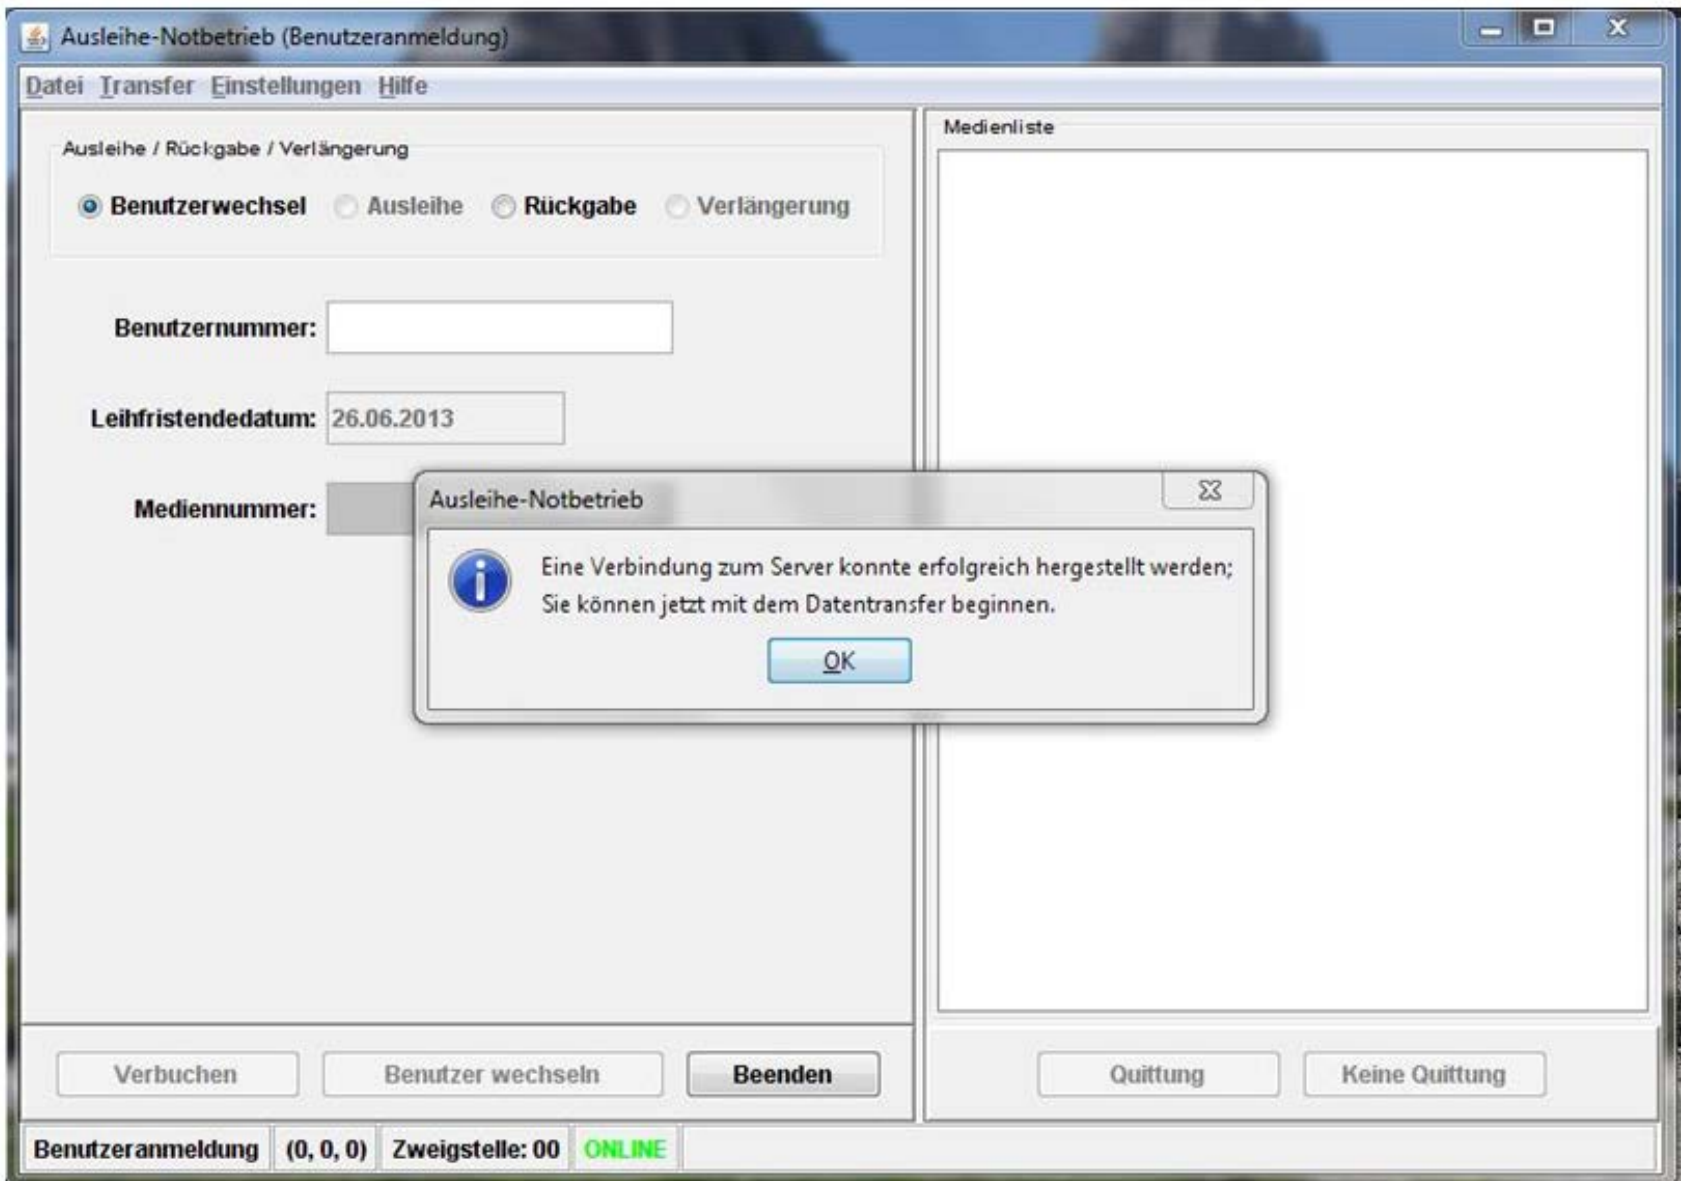 Ausleihe-Notbetrieb (Benutzeranmeldung)
Datei Transfer Einstellungen Hilfe
Ausleihe / Rückgabe / Verlängerung
Benutzerwechsel Ausleihe Rückgabe Verlängerung
Benutzernummer:
Leihfristendedatum: 26.06.2013
Mediennummer:
Medienliste
Ausleihe-Notbetrieb
Eine Verbindung zum Server konnte erfolgreich hergestellt werden;
Sie können jetzt mit dem Datentransfer beginnen.
OK
Verbuchen Benutzer wechseln Beenden
Quittung Keine Quittung
Benutzeranmeldung (0, 0, 0) Zweigstelle: 00 ONLINE